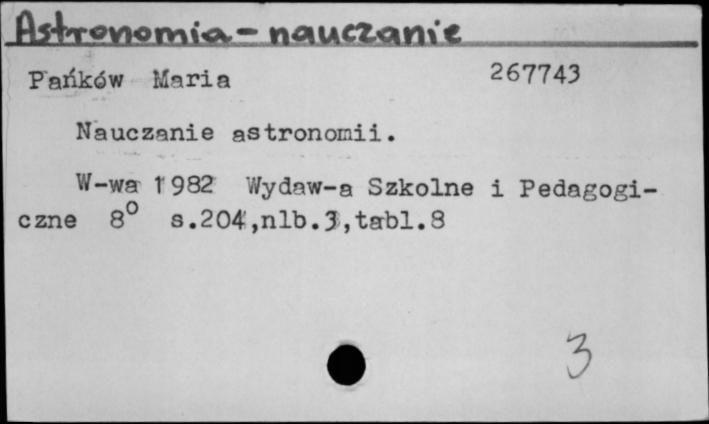 Astronomia - nauczanie
Pańków Maria 267743
Nauczanie astronomii.
W-wa 1982 Wydaw-a Szkolne i Pedagogi-
czne 8° s.204,nlb.3,tabl.8
3